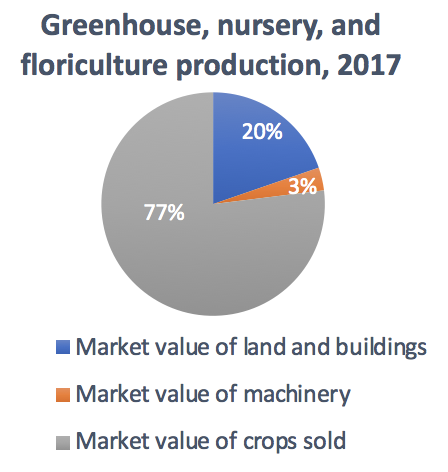 Greenhouse, nursery, and
floriculture production, 2017
20%
3%
77%
Market value of land and buildings
Market value of machinery
Market value of crops sold